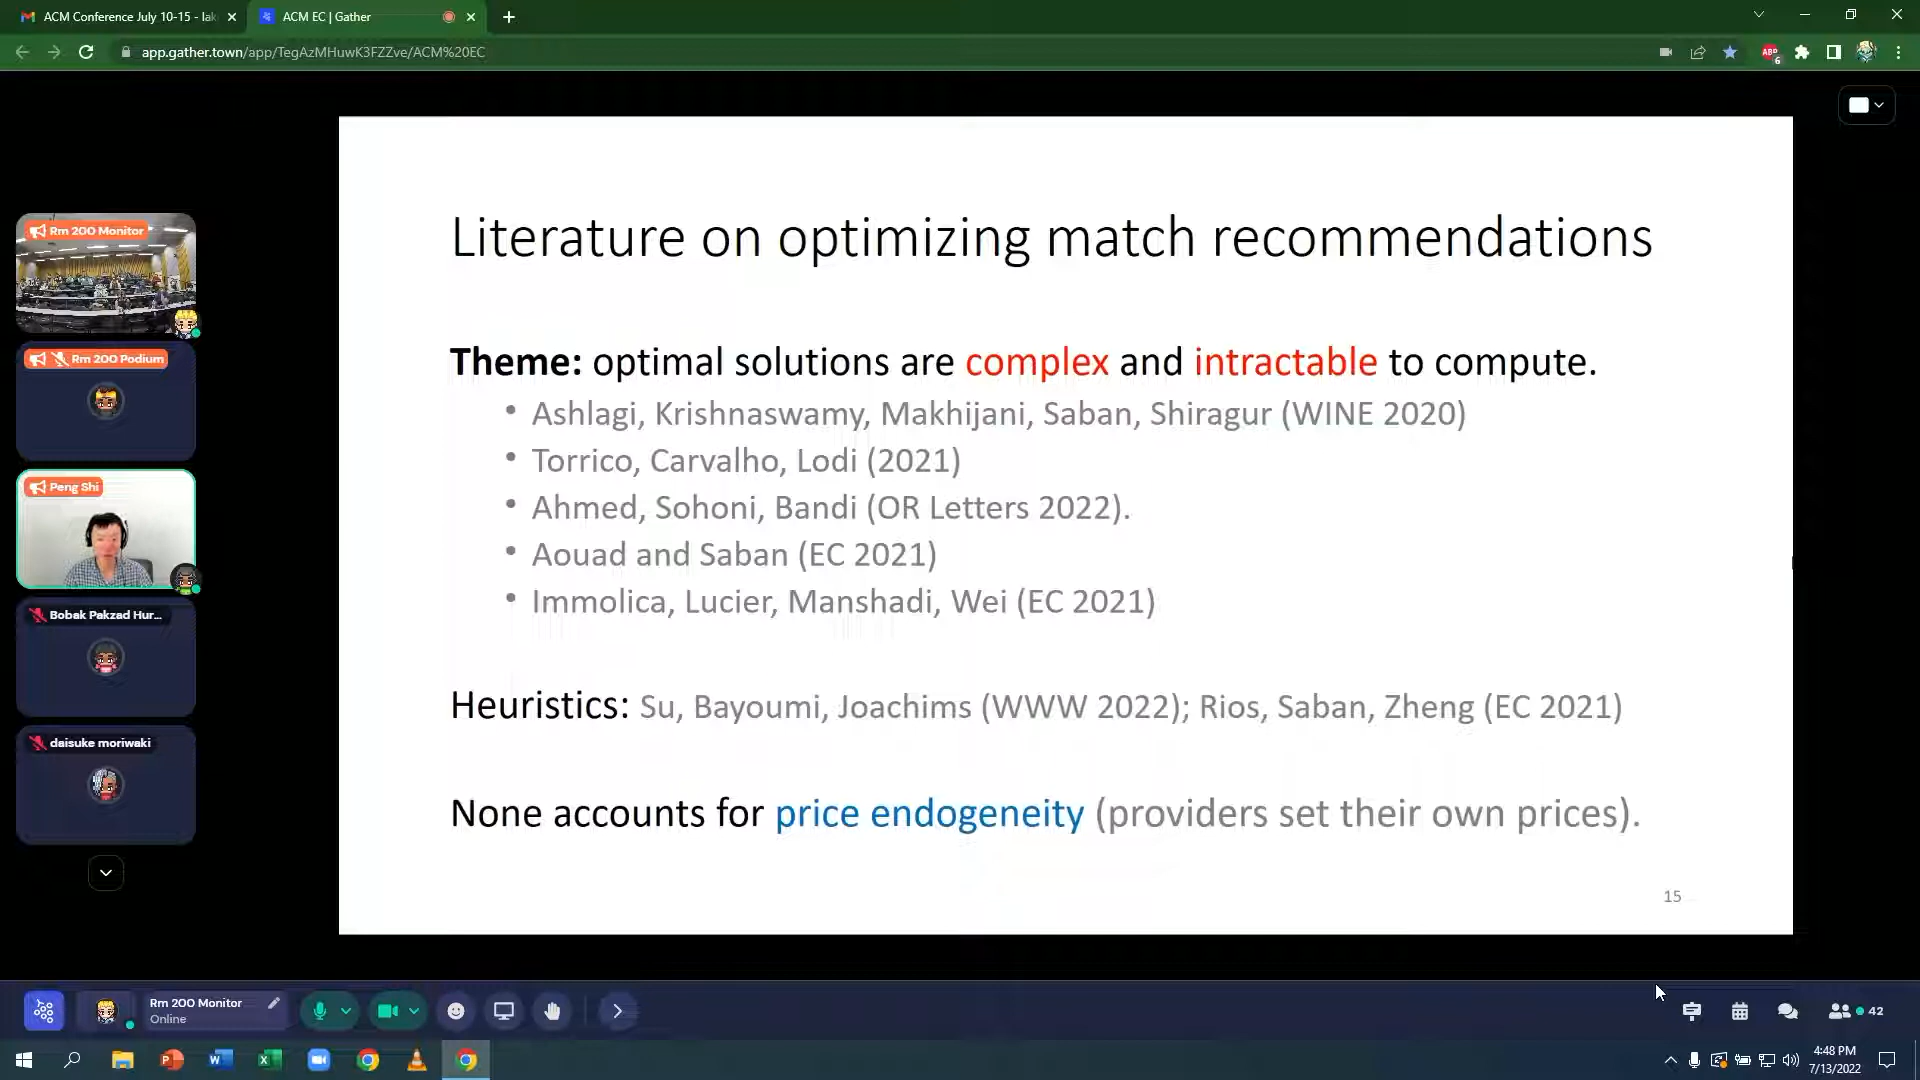 ACM Conference July 10-15 - lak
ACM EC | Gather
app.gather.town/app/TegAzMHuwK3FZZve/ACM%20EC
ABP
6
Rm 200 Monitor
Rm 200 Podium
Peng Shi
Bobak Pakzad Hur...
daisuke moriwaki
Literature on optimizing match recommendations
Theme: optimal solutions are complex and intractable to compute.
• Ashlagi, Krishnaswamy, Makhijani, Saban, Shiragur (WINE 2020)
• Torrico, Carvalho, Lodi (2021)
• Ahmed, Sohoni, Bandi (OR Letters 2022).
• Aouad and Saban (EC 2021)
• Immolica, Lucier, Manshadi, Wei (EC 2021)
Heuristics: Su, Bayoumi, Joachims (WWW 2022); Rios, Saban, Zheng (EC 2021)
None accounts for price endogeneity (providers set their own prices).
15
Rm 200 Monitor
Online
42
4:48 PM
7/13/2022